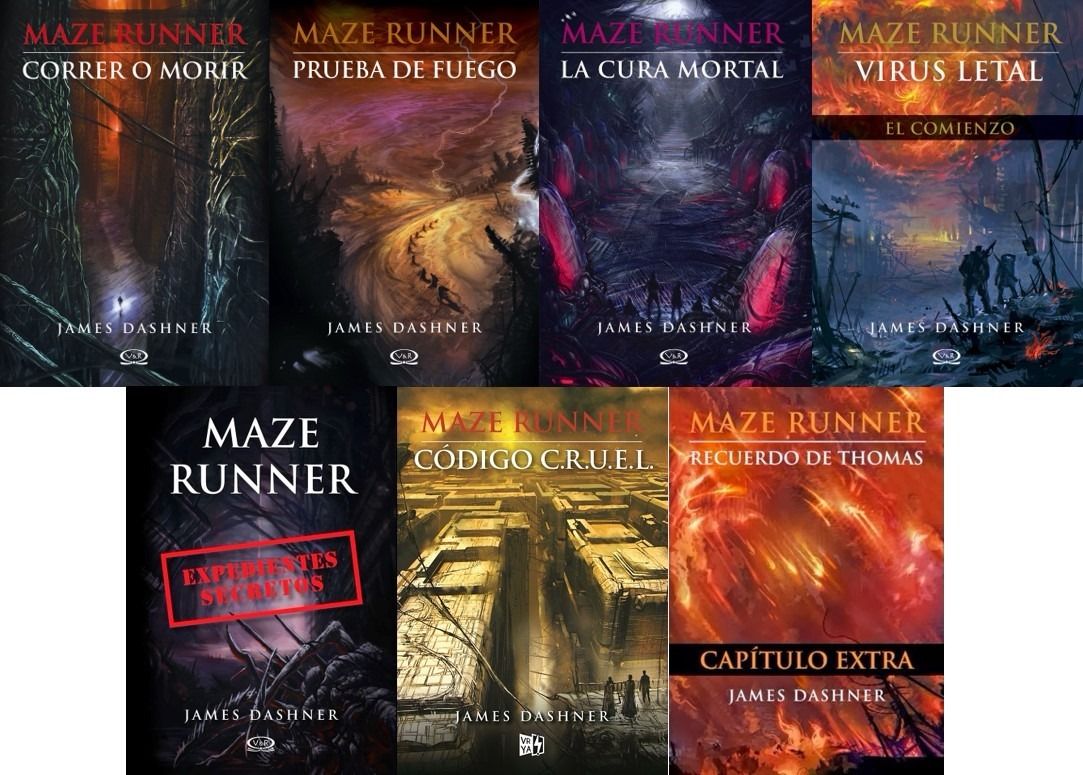 MAZE RUNNER
CORRER O MORIR
JAMES DASHNER
V&R
MAZE RUNNER
PRUEBA DE FUEGO
JAMES DASHNER
V&R
MAZE RUNNER
LA CURA MORTAL
JAMES DASHNER
V&R
MAZE RUNNER
VIRUS LETAL
EL COMIENZO
JAMES DASHNER
V&R
MAZE
RUNNER
EXPEDIENTES
SECRETOS
JAMES DASHNER
V&R
MAZE RUNNER
CÓDIGO C.R.U.E.L.
JAMES DASHNER
VR
YA
MAZE RUNNER
RECUERDO DE THOMAS
CAPÍTULO EXTRA
JAMES DASHNER